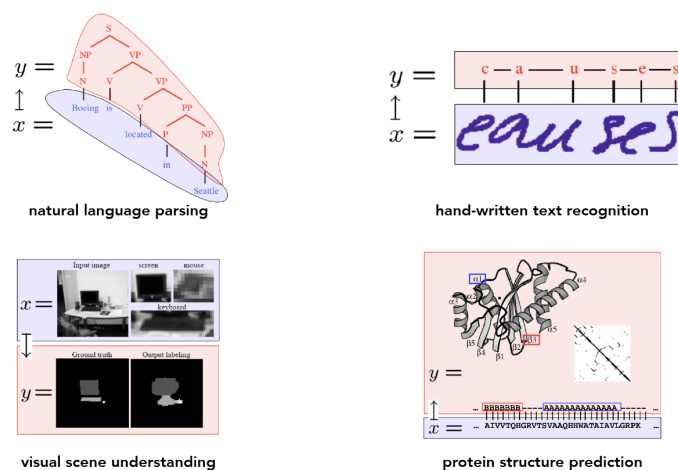 S
NP VP
y =
N V VP
Boeing is V PP
↦
x =
located P NP
in N
Seattle
natural language parsing
y = c a u s e s
↦
x = causes
hand-written text recognition
Input image screen mouse
x =
keyboard
↦
Ground truth Output labeling
y =
visual scene understanding
α1
α2
α3
α4
α5
β5
β4
β1
β2
β3
y =
… BBBBBBB-----AAAAAAAAAAAAAA----- …
↦
x = … AIVVTQHGRVTSVAAQHHWATAIAVLGRPK …
protein structure prediction